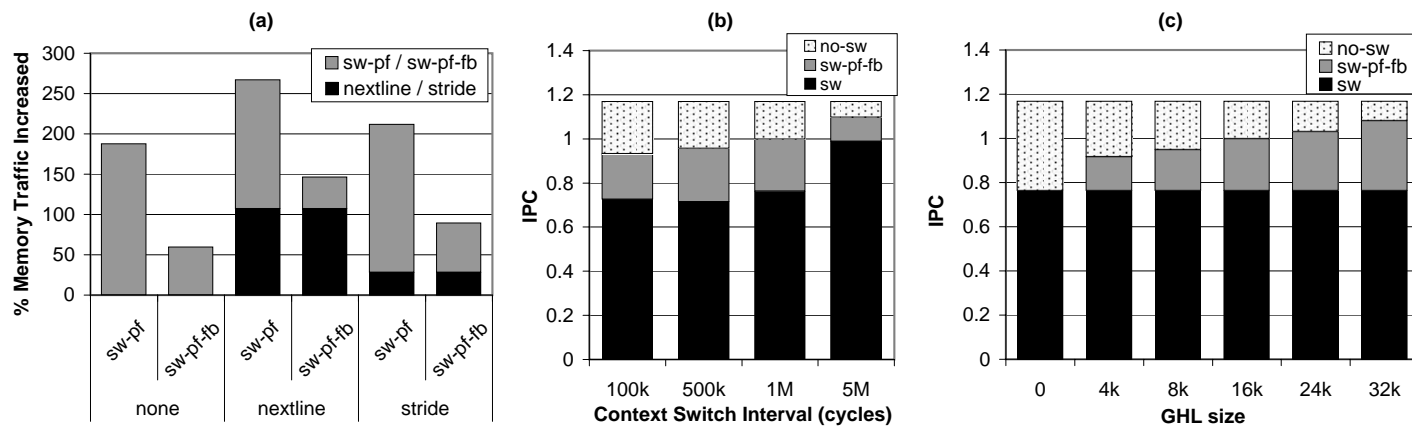 (a)
% Memory Traffic Increased
300
250
200
150
100
50
0
sw-pf / sw-pf-fb
nextline / stride
sw-pf
sw-pf-fb
sw-pf
sw-pf-fb
sw-pf
sw-pf-fb
none
nextline
stride
(b)
IPC
1.4
1.2
1
0.8
0.6
0.4
0.2
0
no-sw
sw-pf-fb
sw
100k
500k
1M
5M
Context Switch Interval (cycles)
(c)
IPC
1.4
1.2
1
0.8
0.6
0.4
0.2
0
no-sw
sw-pf-fb
sw
0
4k
8k
16k
24k
32k
GHL size